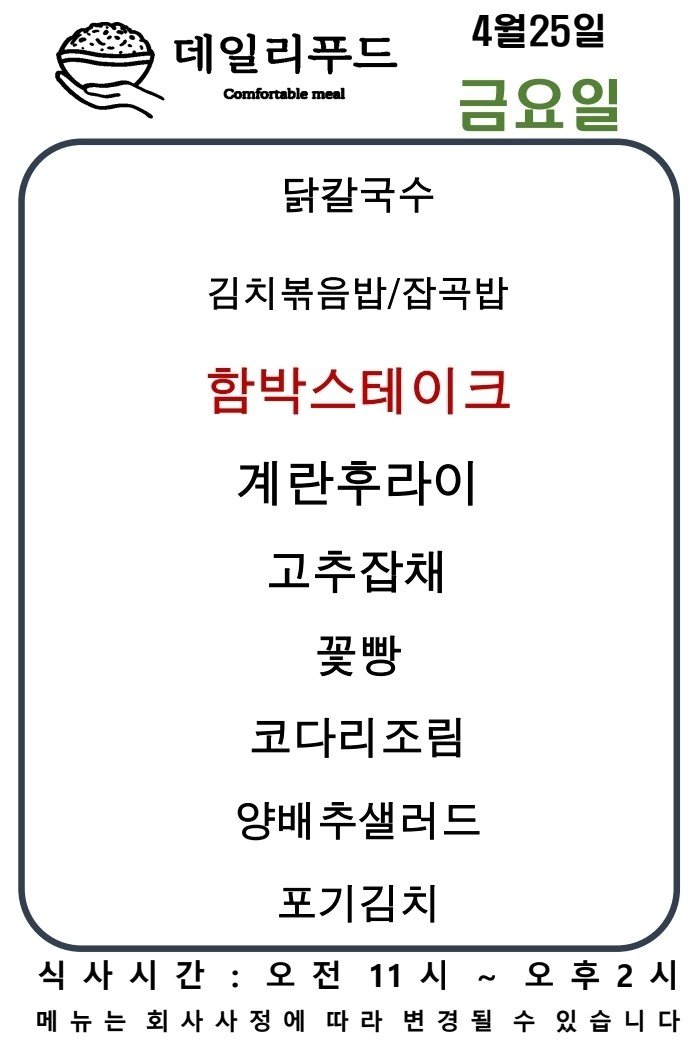 데일리푸드
Comfortable meal
4월25일
금요일
닭칼국수
김치볶음밥/잡곡밥
함박스테이크
계란후라이
고추잡채
꽃빵
코다리조림
양배추샐러드
포기김치
식사시간 : 오전 11시 ~ 오후2시
메뉴는 회사사정에 따라 변경될 수 있습니다